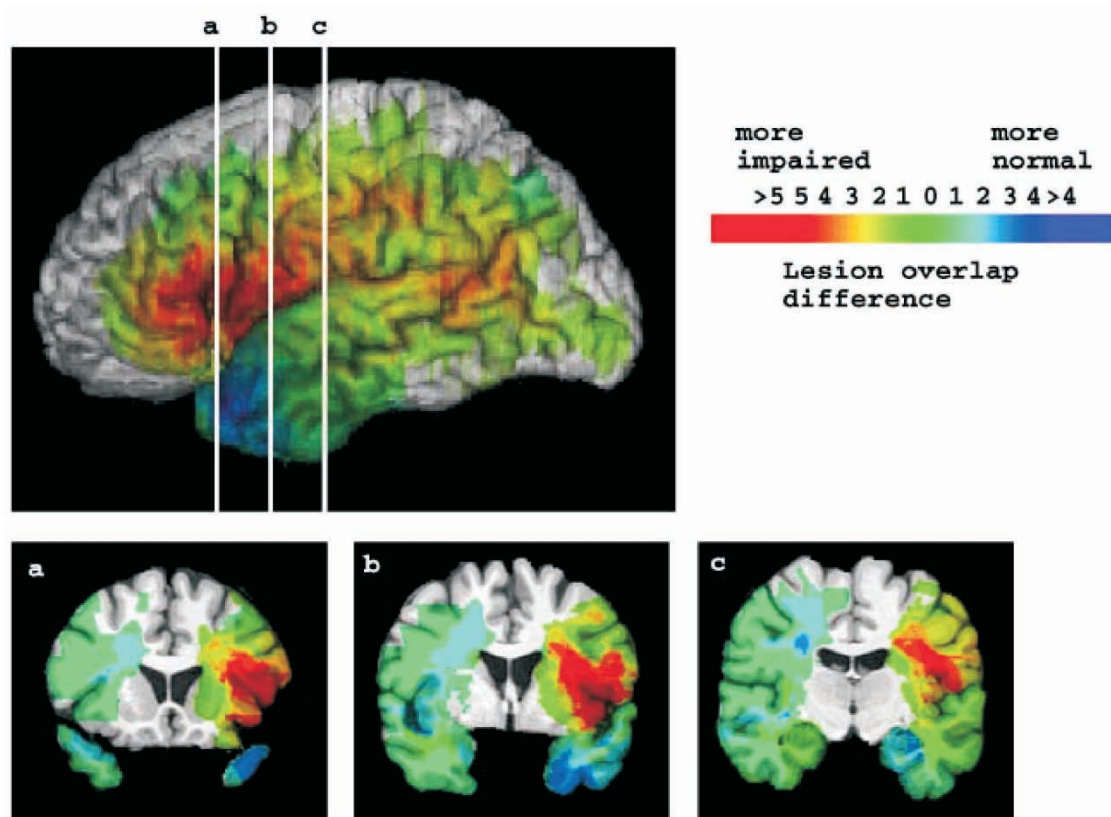 a b c
more more
impaired normal
>5 5 4 3 2 1 0 1 2 3 4 >4
Lesion overlap
difference
a
b
c